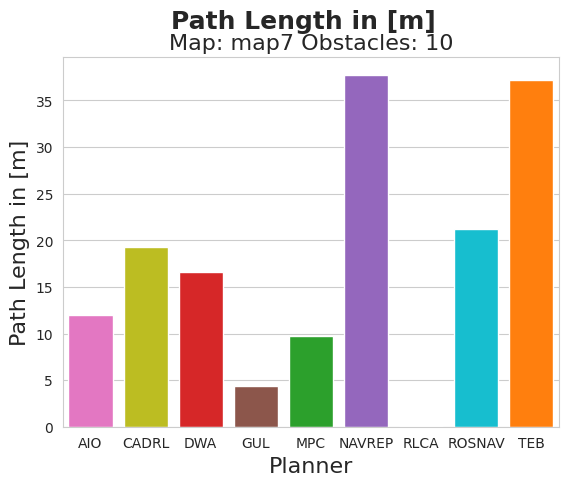 Path Length in [m]
Map: map7 Obstacles: 10
Path Length in [m]
35
30
25
20
15
10
5
0
AIO CADRL DWA GUL MPC NAVREP RLCA ROSNAV TEB
Planner